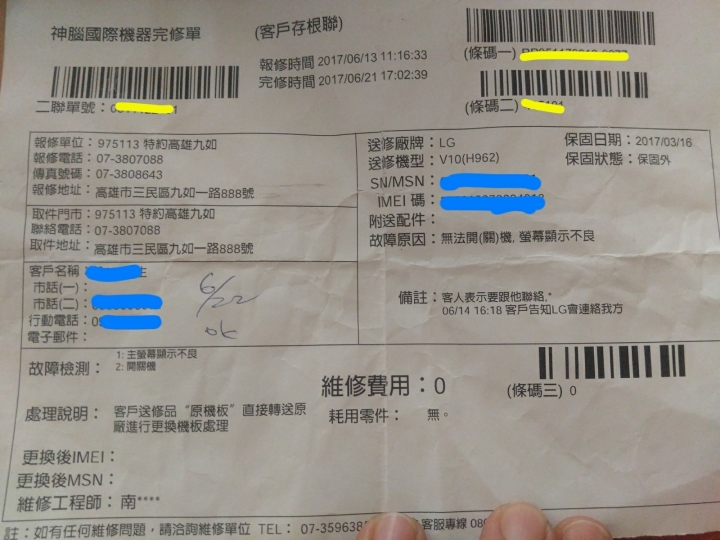 神腦國際機器完修單
(客戶存根聯)
報修時間 2017/06/13 11:16:33
完修時間 2017/06/21 17:02:39
(條碼一)
二聯單號：
(條碼二)
報修單位：975113 特約高雄九如
報修電話：07-3807088
傳真號碼：07-3808643
報修地址：高雄市三民區九如一路888號
取件門市：975113 特約高雄九如
聯絡電話：07-3807088
取件地址：高雄市三民區九如一路888號
客戶名稱
市話(一)：
市話(二)：
行動電話：
電子郵件：
6/22
ok
送修廠牌：LG
保固日期：2017/03/16
送修機型：V10(H962)
保固狀態：保固外
SN/MSN：
IMEI 碼：
附送配件：
故障原因：無法開(關)機, 螢幕顯示不良
備註：客人表示要跟他聯絡,*
06/14 16:18 客戶告知LG會連絡我方
故障檢測：
1: 主螢幕顯示不良
2: 開關機
維修費用：0
(條碼三) 0
處理說明：客戶送修品“原機板”直接轉送原
廠進行更換機板處理
耗用零件： 無。
更換後IMEI：
更換後MSN：
維修工程師：南****
註：如有任何維修問題，請洽詢維修單位 TEL： 07-35963
客服專線